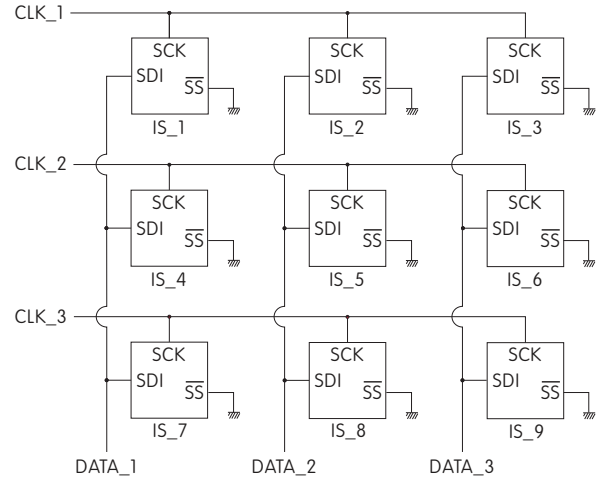 CLK_1
SCK SCK SCK
SDI SS SDI SS SDI SS
IS_1 IS_2 IS_3
CLK_2
SCK SCK SCK
SDI SS SDI SS SDI SS
IS_4 IS_5 IS_6
CLK_3
SCK SCK SCK
SDI SS SDI SS SDI SS
IS_7 IS_8 IS_9
DATA_1 DATA_2 DATA_3